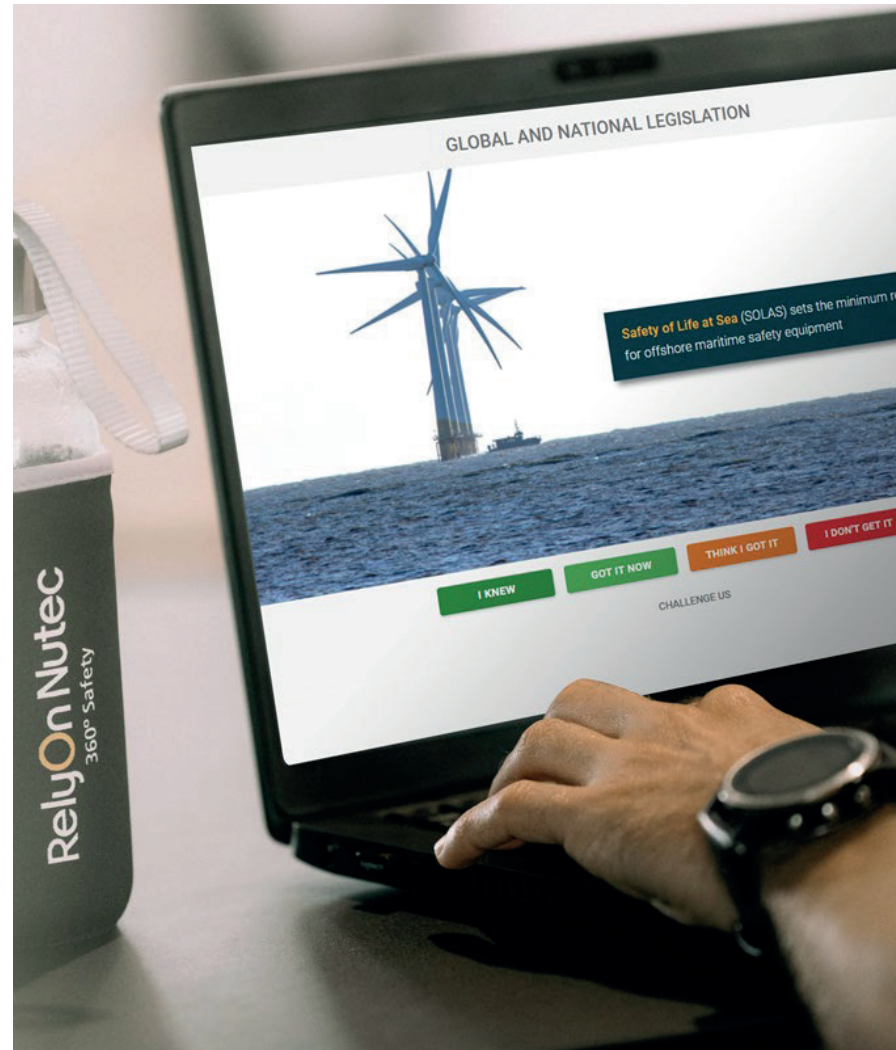 GLOBAL AND NATIONAL LEGISLATION
Safety of Life at Sea (SOLAS) sets the minimum
for offshore maritime safety equipment
I KNEW
GOT IT NOW
THINK I GOT IT
I DON'T GET IT
CHALLENGE US
RelyOn Nutec
360° Safety